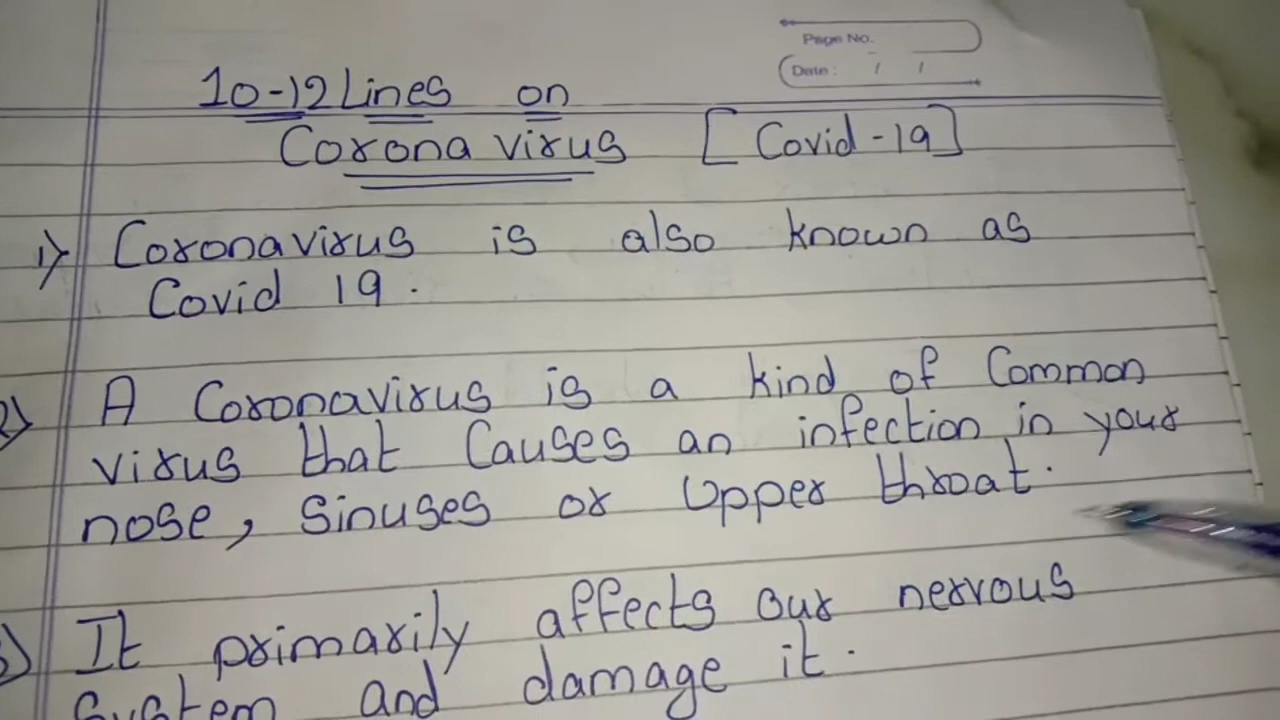 Page No.
Date: / /
10-12 Lines on
Corona virus [Covid-19]
1) Coronavirus is also known as
Covid 19.
2) A Coronavirus is a kind of Common
virus that Causes an infection in your
nose, Sinuses or Upper throat.
3) It primarily affects our nervous
System and damage it.